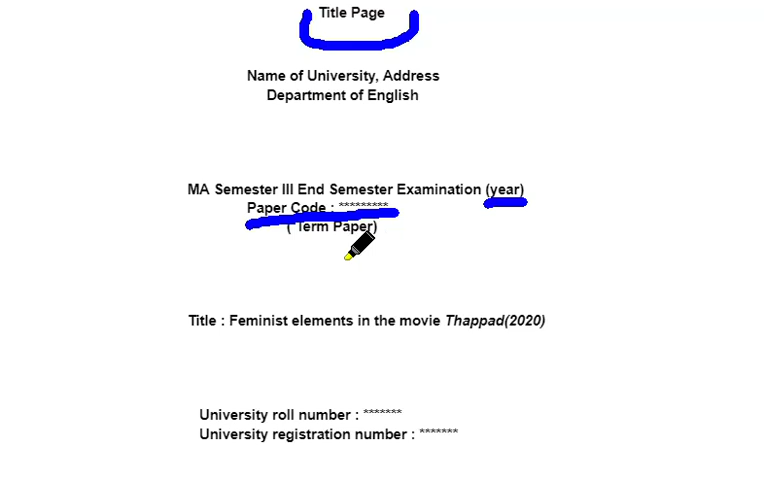 Title Page
Name of University, Address
Department of English
MA Semester III End Semester Examination (year)
Paper Code : *********
( Term Paper)
Title : Feminist elements in the movie Thappad(2020)
University roll number : *******
University registration number : *******